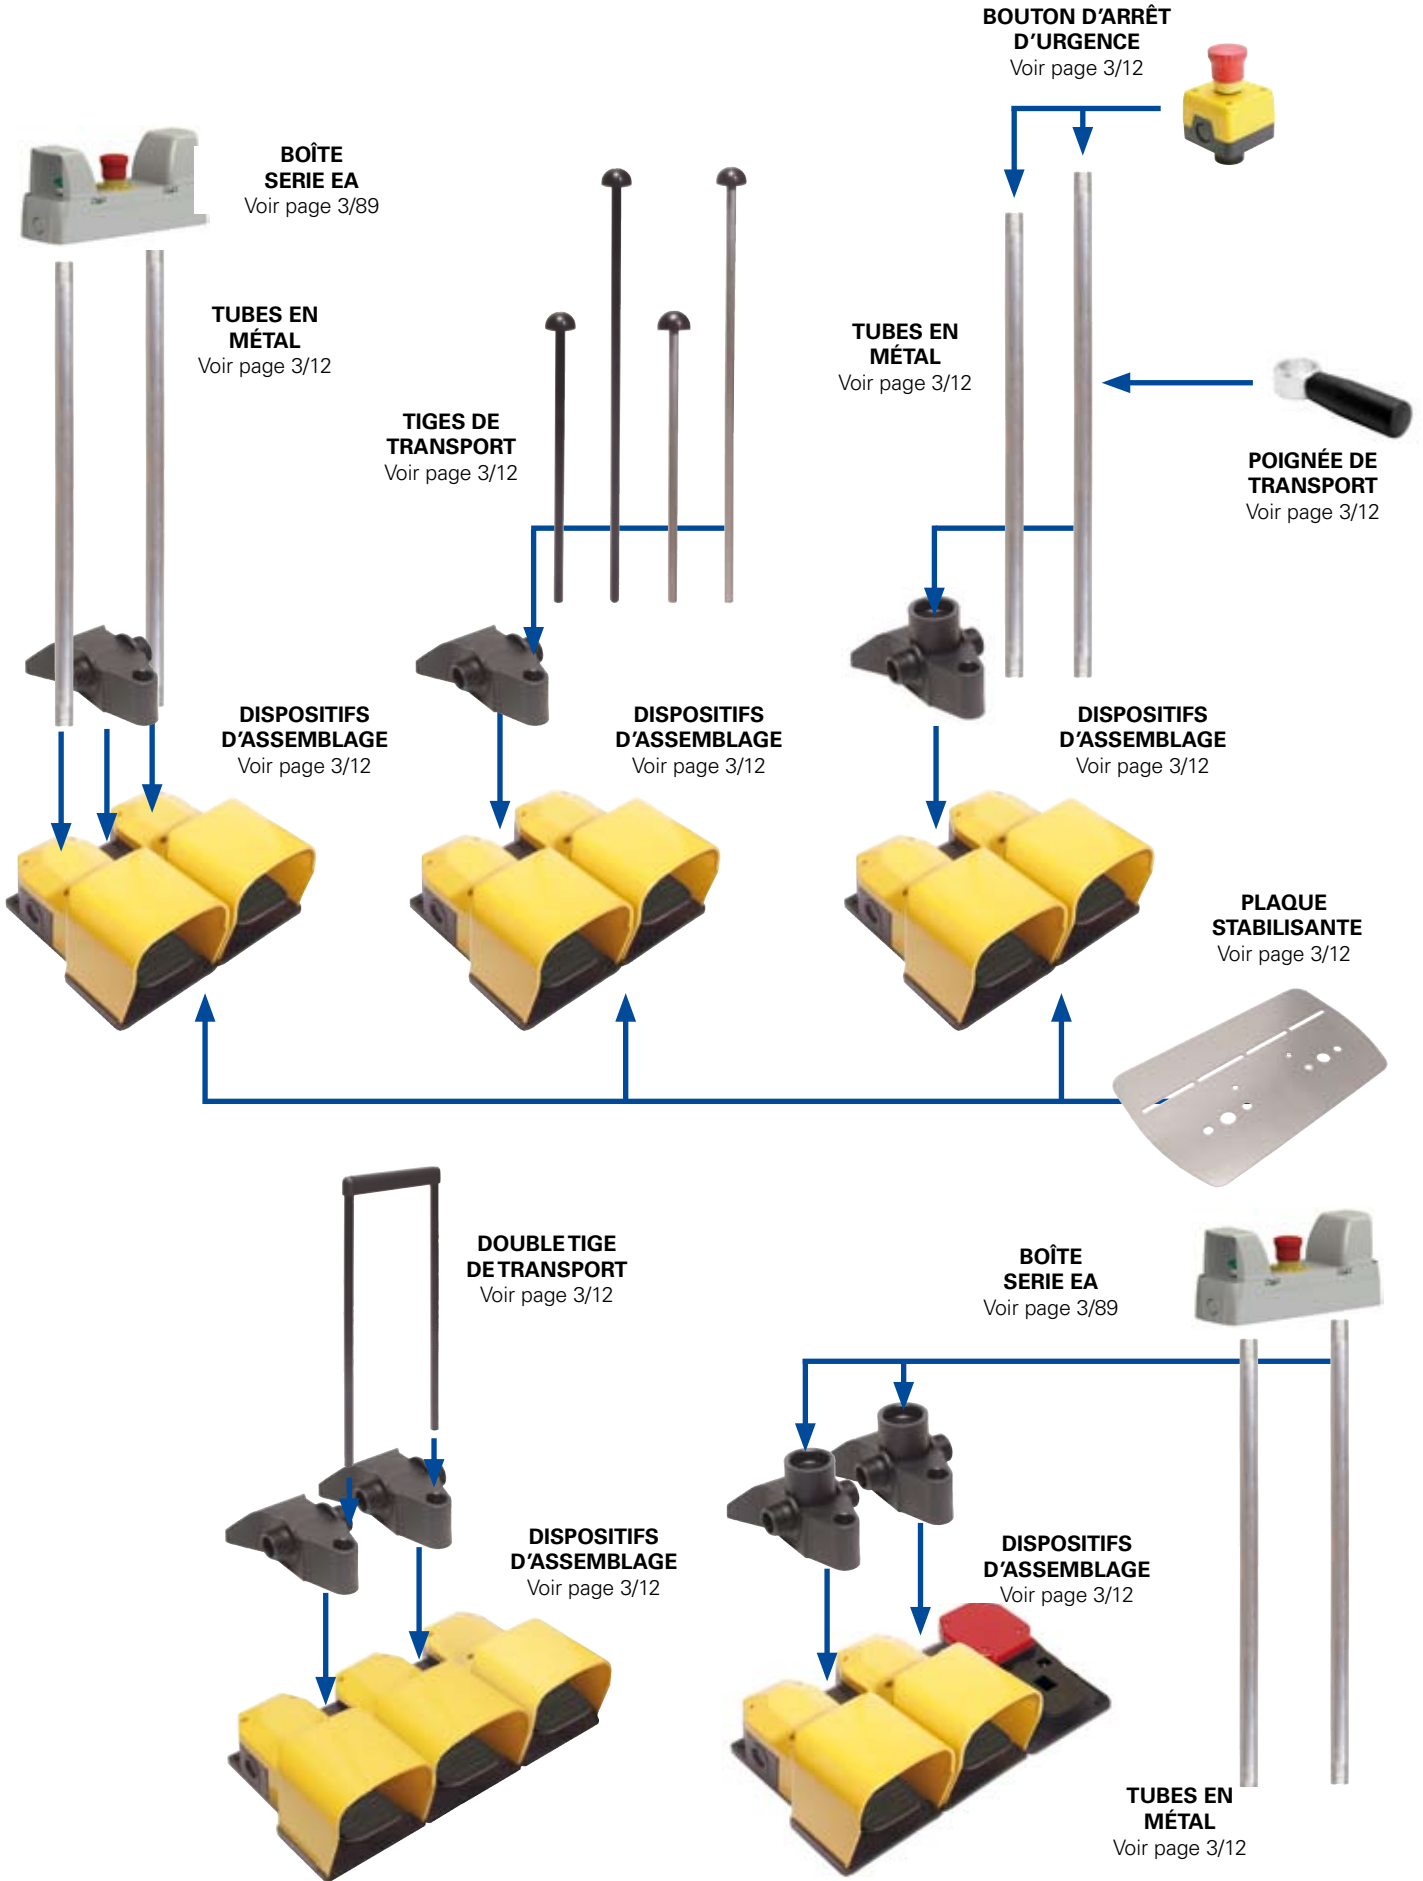 BOUTON D'ARRÊT
D'URGENCE
Voir page 3/12
BOÎTE
SERIE EA
Voir page 3/89
TUBES EN
MÉTAL
Voir page 3/12
TIGES DE
TRANSPORT
Voir page 3/12
TUBES EN
MÉTAL
Voir page 3/12
POIGNÉE DE
TRANSPORT
Voir page 3/12
DISPOSITIFS
D'ASSEMBLAGE
Voir page 3/12
DISPOSITIFS
D'ASSEMBLAGE
Voir page 3/12
DISPOSITIFS
D'ASSEMBLAGE
Voir page 3/12
PLAQUE
STABILISANTE
Voir page 3/12
DOUBLE TIGE
DE TRANSPORT
Voir page 3/12
BOÎTE
SERIE EA
Voir page 3/89
DISPOSITIFS
D'ASSEMBLAGE
Voir page 3/12
DISPOSITIFS
D'ASSEMBLAGE
Voir page 3/12
TUBES EN
MÉTAL
Voir page 3/12